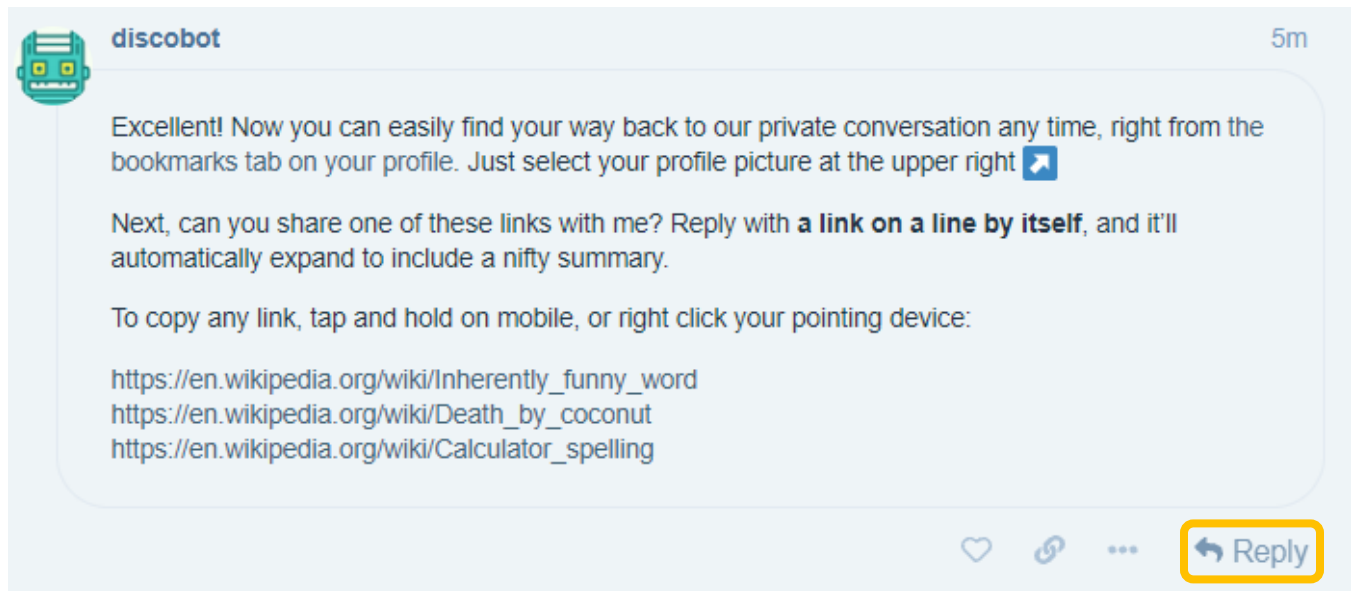 discobot 5m
Excellent! Now you can easily find your way back to our private conversation any time, right from the
bookmarks tab on your profile. Just select your profile picture at the upper right
Next, can you share one of these links with me? Reply with a link on a line by itself, and it’ll
automatically expand to include a nifty summary.
To copy any link, tap and hold on mobile, or right click your pointing device:
https://en.wikipedia.org/wiki/Inherently_funny_word
https://en.wikipedia.org/wiki/Death_by_coconut
https://en.wikipedia.org/wiki/Calculator_spelling
Reply